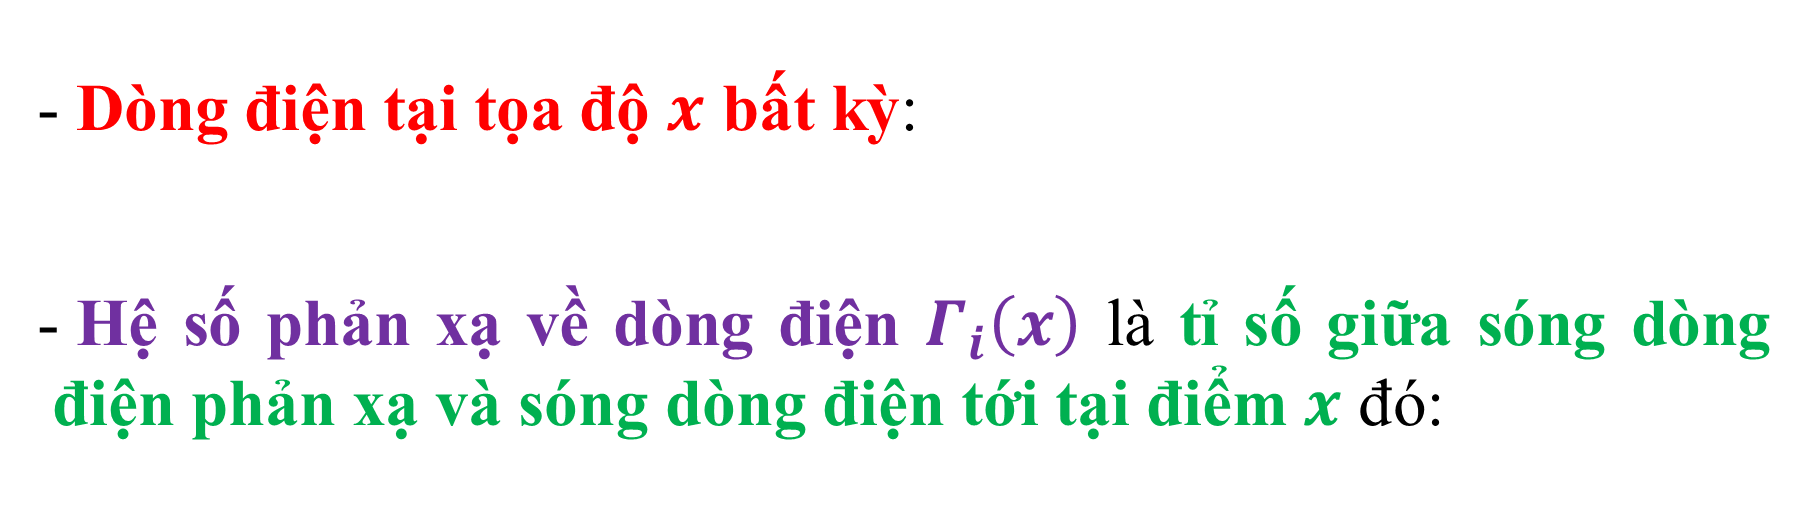 - Dòng điện tại tọa độ x bất kỳ:
- Hệ số phản xạ về dòng điện Γᵢ(x) là tỉ số giữa sóng dòng
điện phản xạ và sóng dòng điện tới tại điểm x đó: